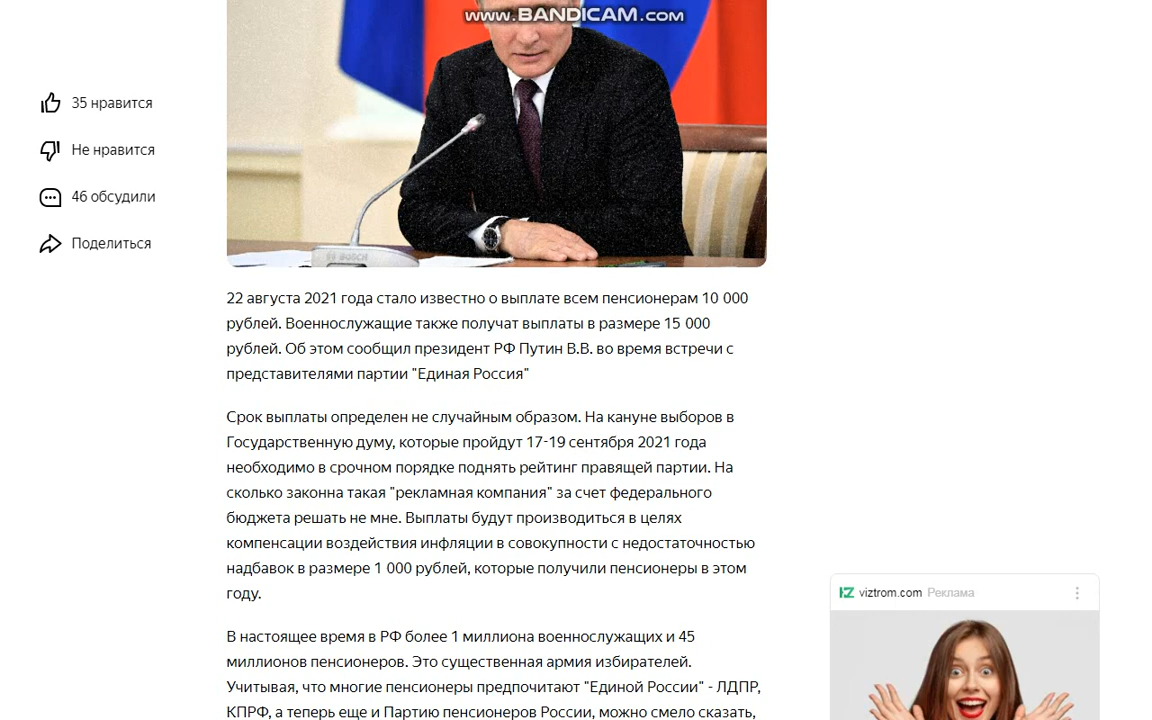 www.BANDICAM.com
35 нравится
Не нравится
46 обсудили
Поделиться
BOSCH
22 августа 2021 года стало известно о выплате всем пенсионерам 10 000
рублей. Военнослужащие также получат выплаты в размере 15 000
рублей. Об этом сообщил президент РФ Путин В.В. во время встречи с
представителями партии "Единая Россия"
Срок выплаты определен не случайным образом. На кануне выборов в
Государственную думу, которые пройдут 17-19 сентября 2021 года
необходимо в срочном порядке поднять рейтинг правящей партии. На
сколько законна такая "рекламная компания" за счет федерального
бюджета решать не мне. Выплаты будут производиться в целях
компенсации воздействия инфляции в совокупности с недостаточностью
надбавок в размере 1 000 рублей, которые получили пенсионеры в этом
году.
В настоящее время в РФ более 1 миллиона военнослужащих и 45
миллионов пенсионеров. Это существенная армия избирателей.
Учитывая, что многие пенсионеры предпочитают "Единой России" - ЛДПР,
КПРФ, а теперь еще и Партию пенсионеров России, можно смело сказать,
viztrom.com Реклама